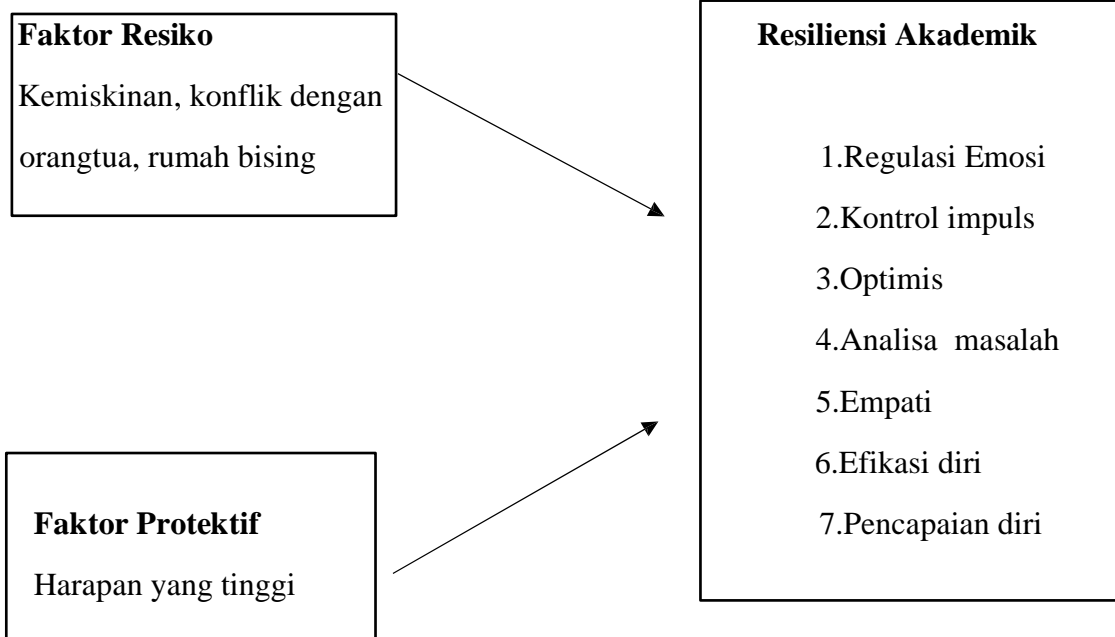 Faktor Resiko
Kemiskinan, konflik dengan
orangtua, rumah bising
Resiliensi Akademik
1.Regulasi Emosi
2.Kontrol impuls
3.Optimis
4.Analisa masalah
5.Empati
6.Efikasi diri
7.Pencapaian diri
Faktor Protektif
Harapan yang tinggi